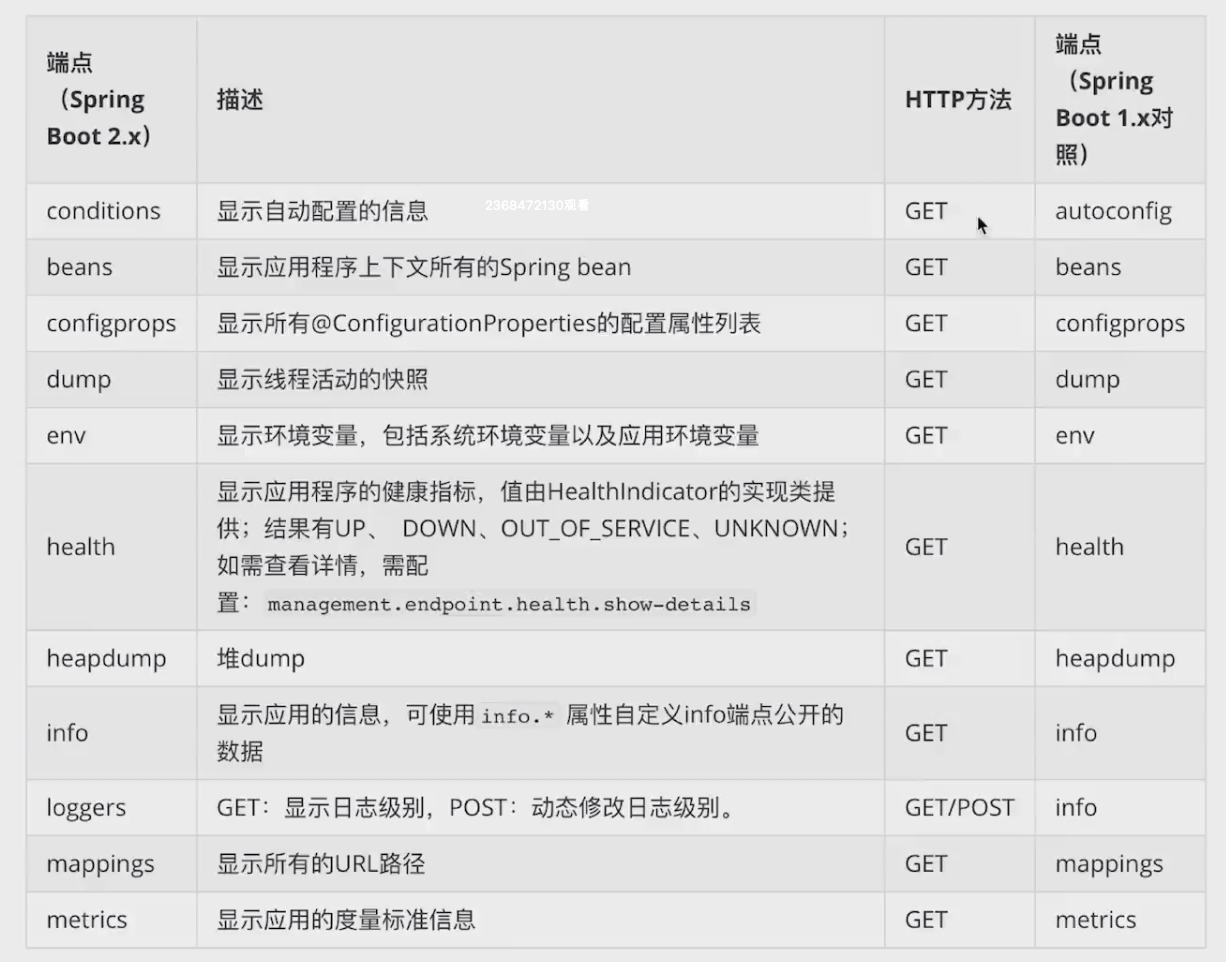 端点
（Spring
Boot 2.x）
描述
HTTP方法
端点
（Spring
Boot 1.x对
照）
conditions
显示自动配置的信息
2368472130观看
GET
autoconfig
beans
显示应用程序上下文所有的Spring bean
GET
beans
configprops
显示所有@ConfigurationProperties的配置属性列表
GET
configprops
dump
显示线程活动的快照
GET
dump
env
显示环境变量，包括系统环境变量以及应用环境变量
GET
env
health
显示应用程序的健康指标，值由HealthIndicator的实现类提
供；结果有UP、 DOWN、OUT_OF_SERVICE、UNKNOWN；
如需查看详情，需配
置： management.endpoint.health.show-details
GET
health
heapdump
堆dump
GET
heapdump
info
显示应用的信息，可使用 info.* 属性自定义info端点公开的
数据
GET
info
loggers
GET：显示日志级别，POST：动态修改日志级别。
GET/POST
info
mappings
显示所有的URL路径
GET
mappings
metrics
显示应用的度量标准信息
GET
metrics